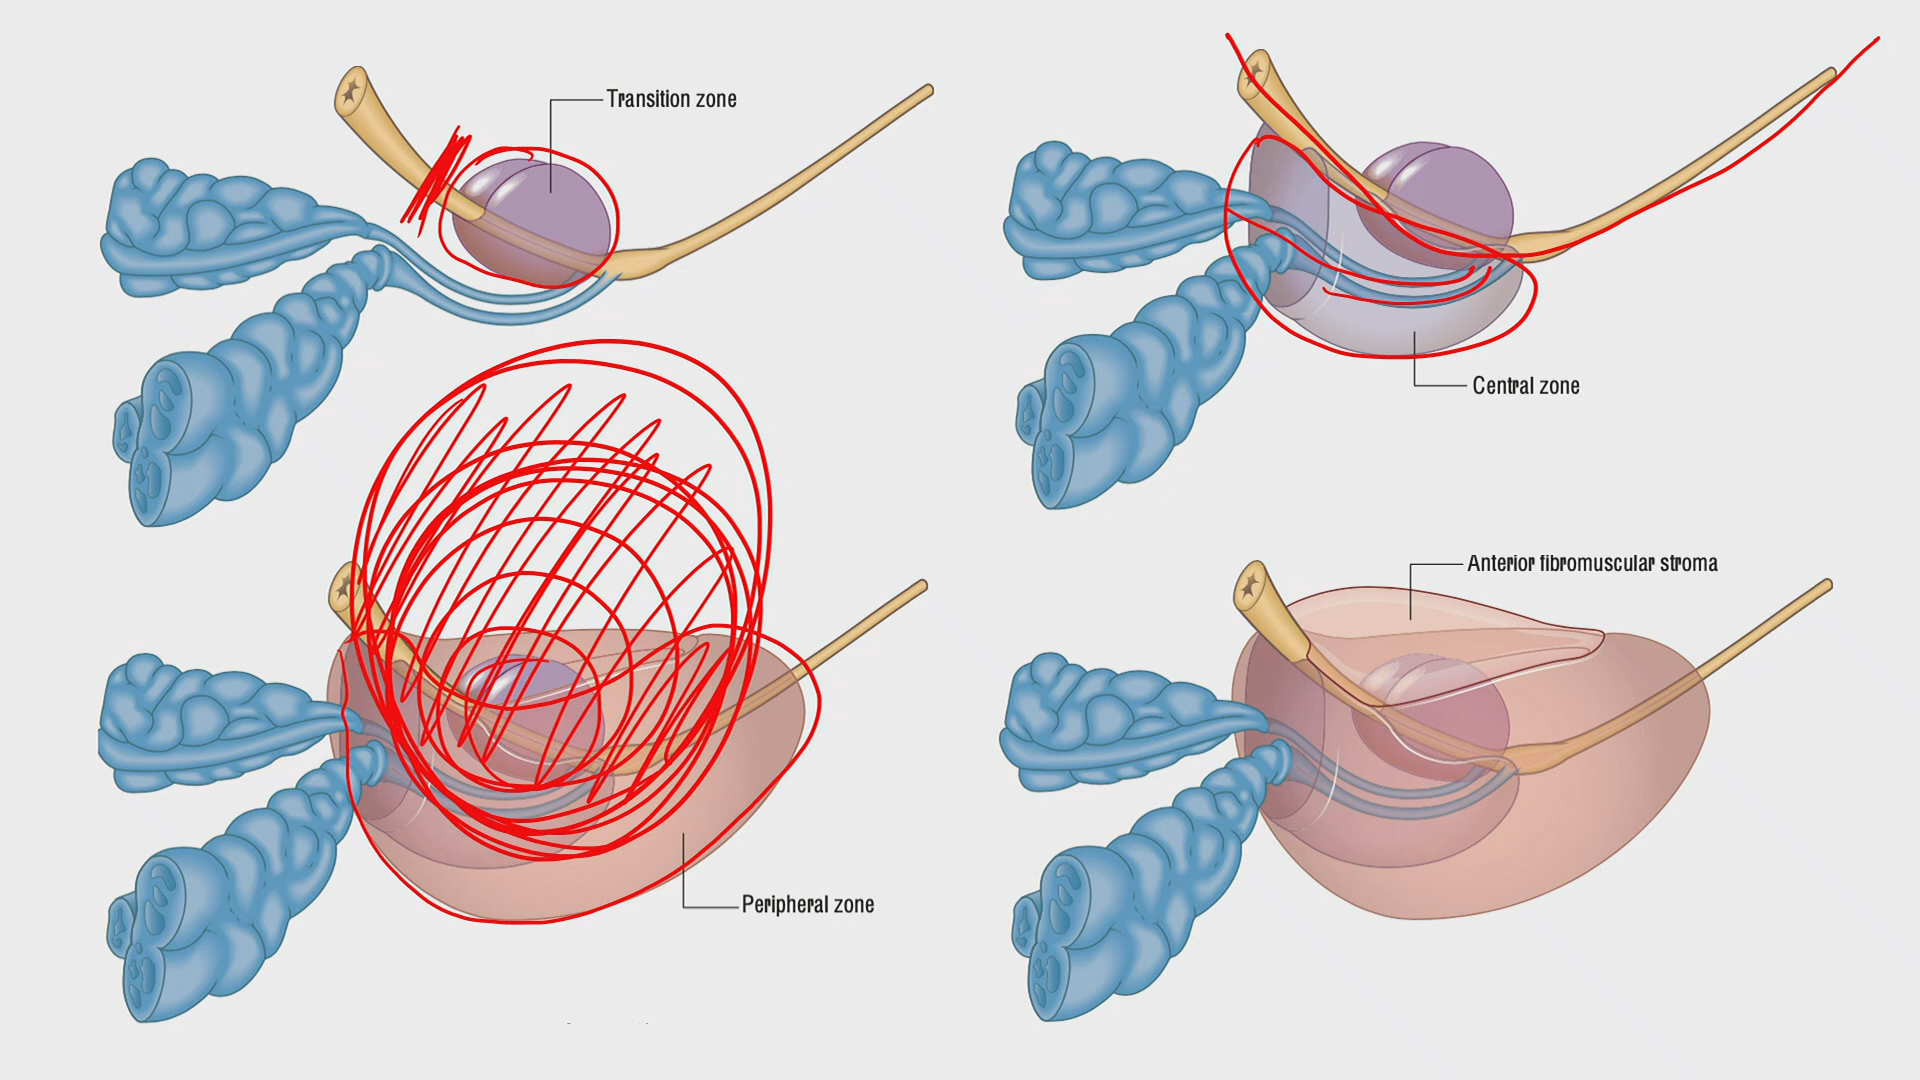 Transition zone
Central zone
Anterior fibromuscular stroma
Peripheral zone